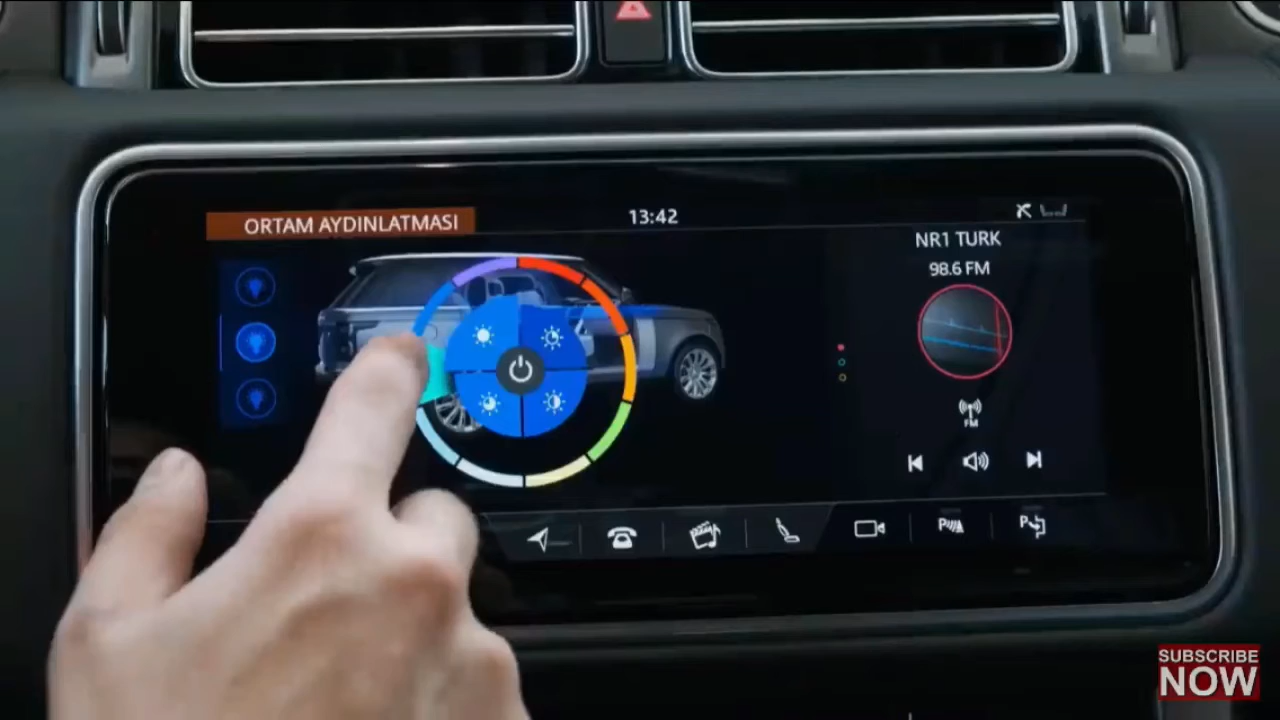 ORTAM AYDINLATMASI
13:42
NR1 TURK
98.6 FM
FM
P
P
SUBSCRIBE
NOW